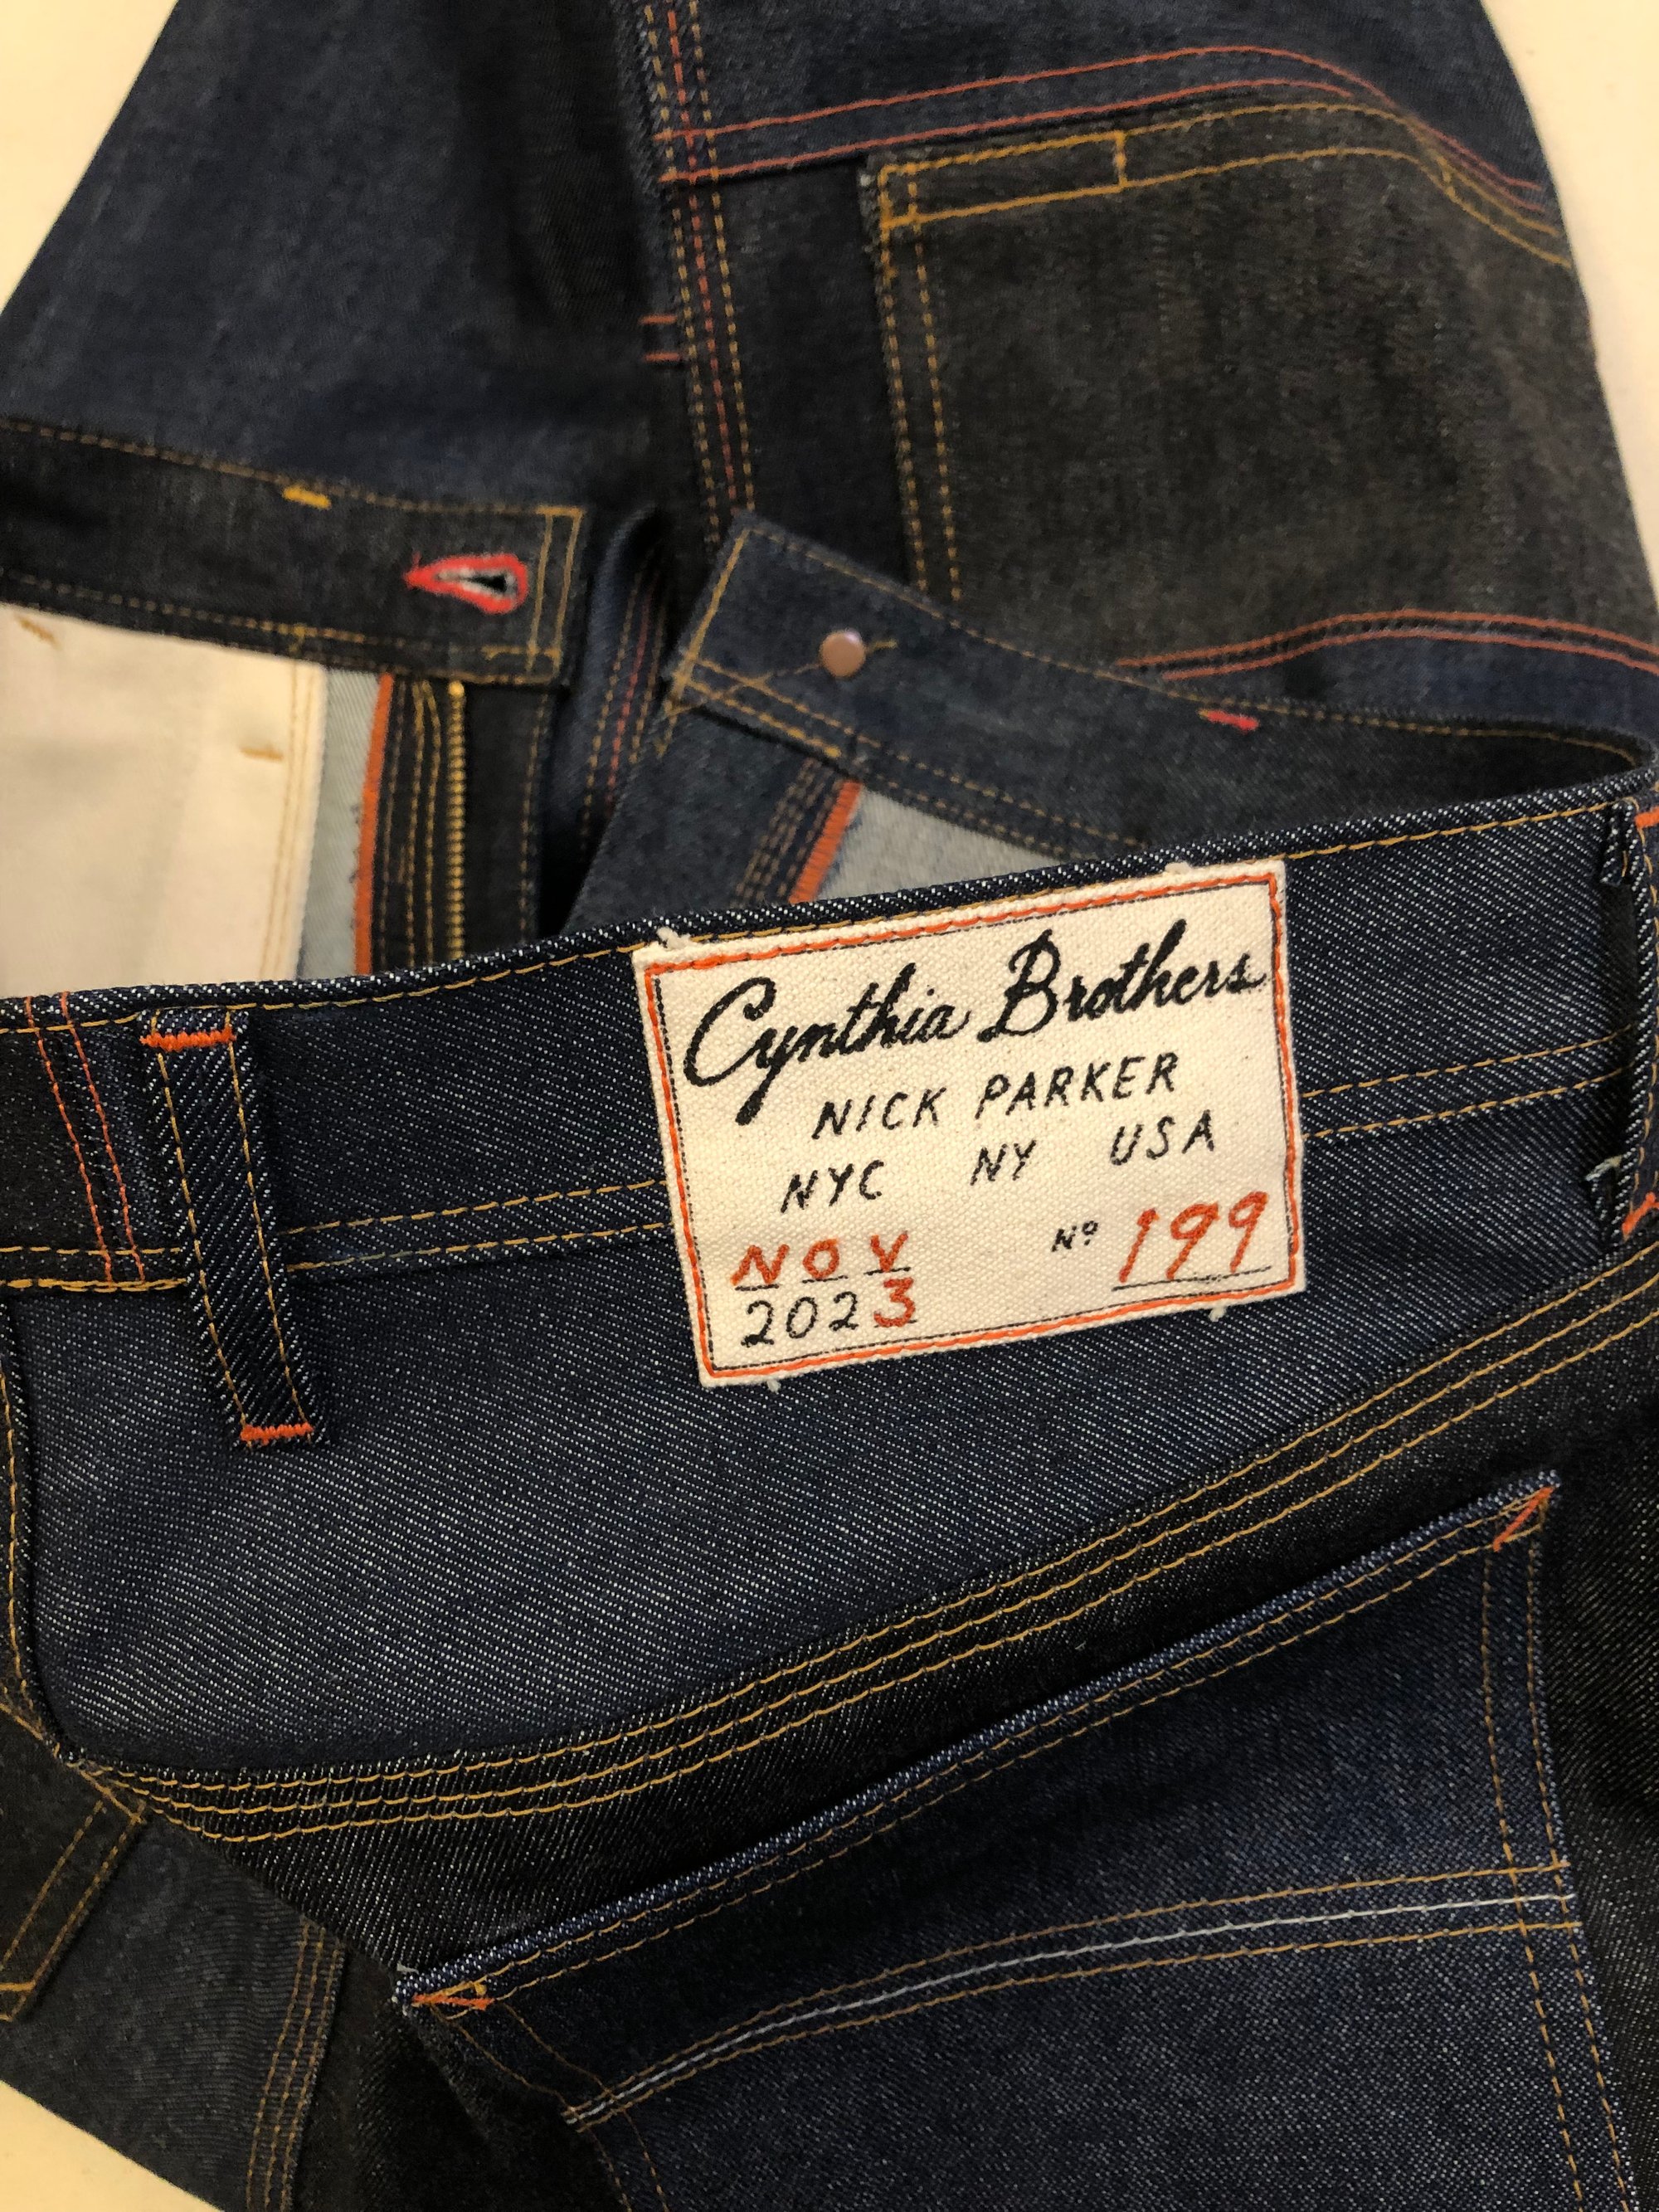 Cynthia Brothers
NICK PARKER
NYC NY USA
NOV Nº 199
2023